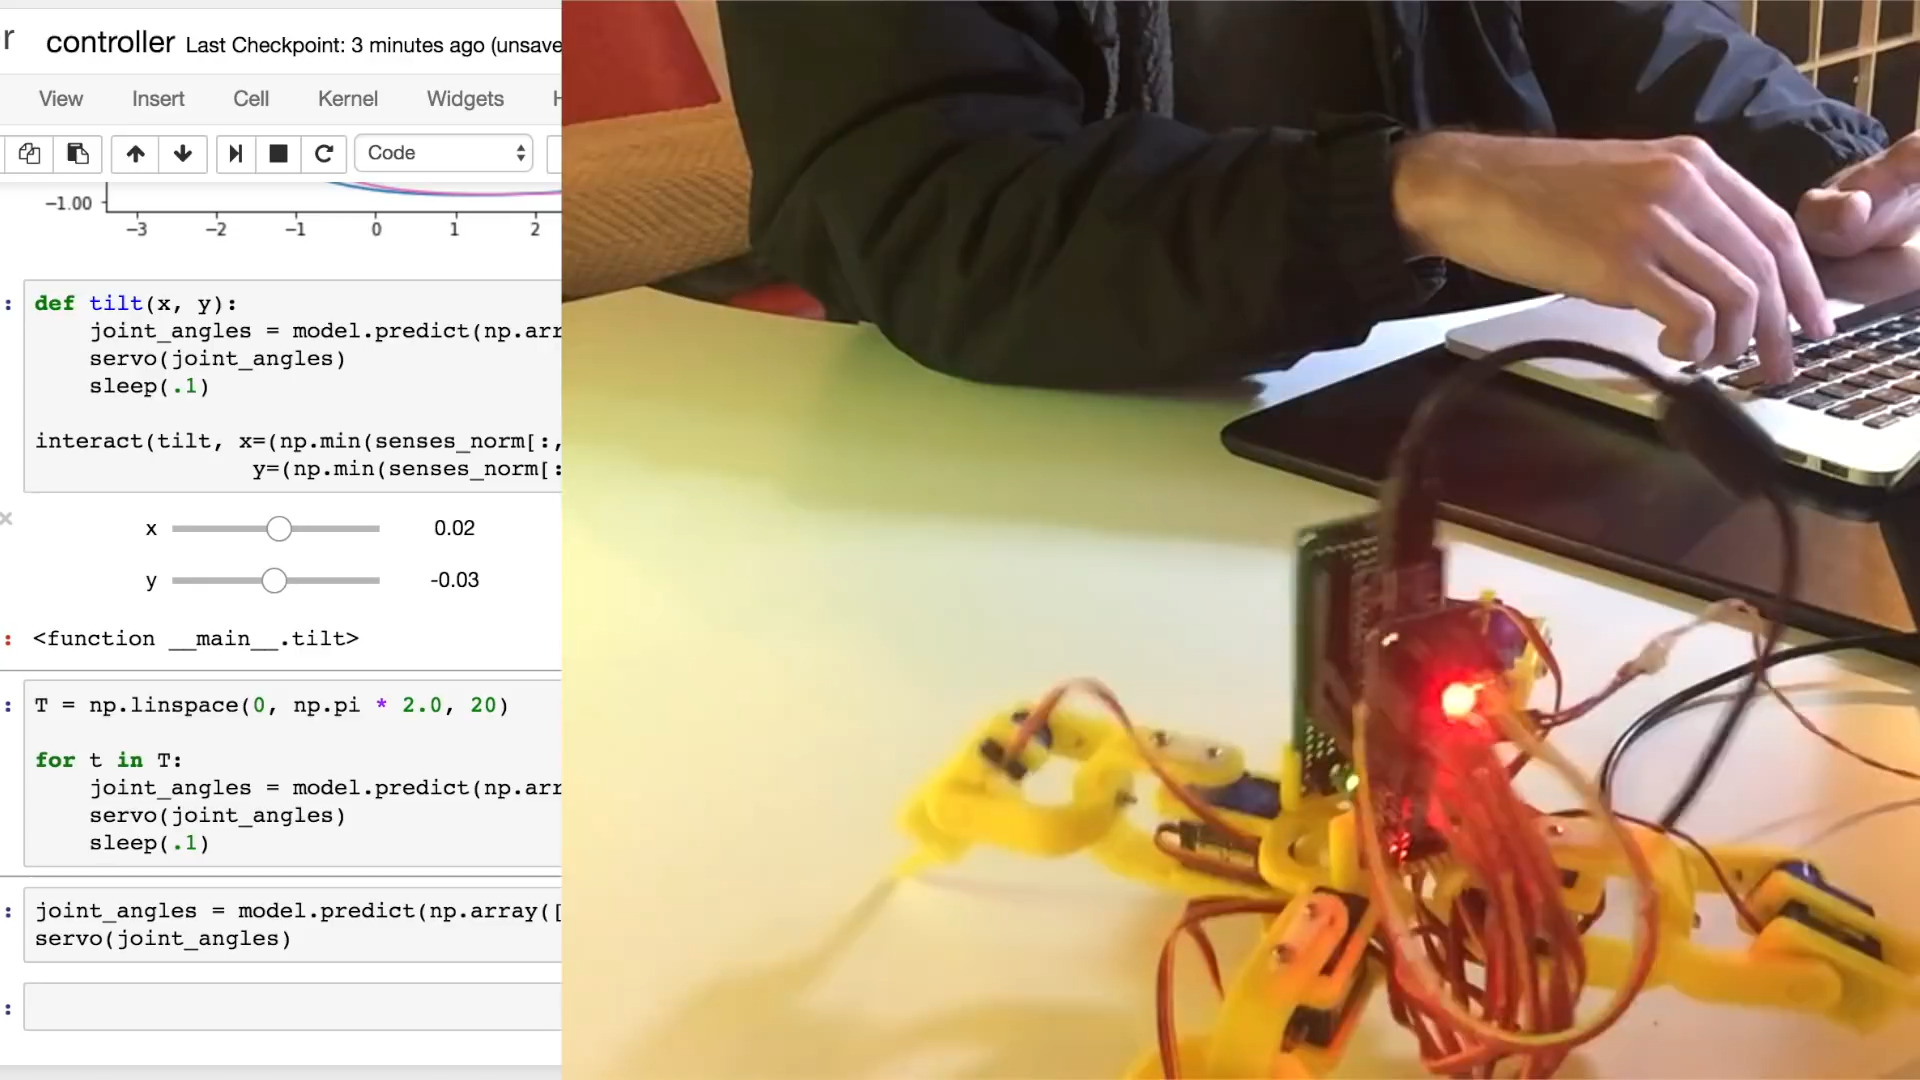 r controller Last Checkpoint: 3 minutes ago (unsave
View Insert Cell Kernel Widgets H
Code
−1.00
−3 −2 −1 0 1 2
: def tilt(x, y):
joint_angles = model.predict(np.arr
servo(joint_angles)
sleep(.1)
interact(tilt, x=(np.min(senses_norm[:,
y=(np.min(senses_norm[:
x 0.02
y -0.03
: <function __main__.tilt>
: T = np.linspace(0, np.pi * 2.0, 20)
: for t in T:
joint_angles = model.predict(np.arr
servo(joint_angles)
sleep(.1)
: joint_angles = model.predict(np.array([
servo(joint_angles)
: